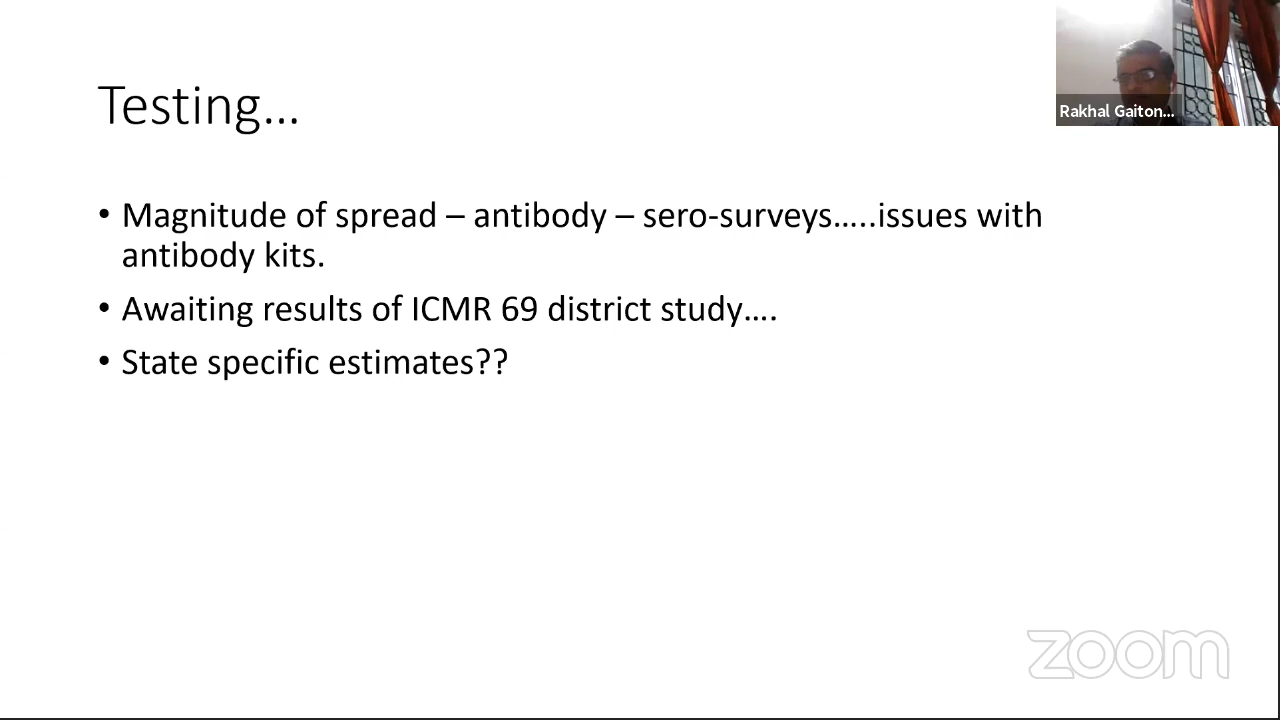 Testing...
• Magnitude of spread – antibody – sero-surveys…..issues with
antibody kits.
• Awaiting results of ICMR 69 district study….
• State specific estimates??
Rakhal Gaiton...
zoom